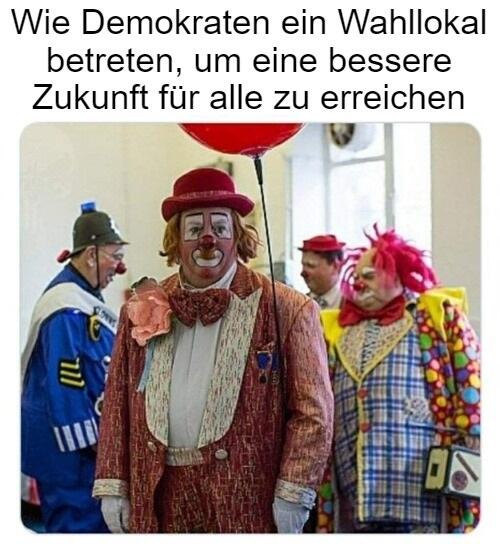 Wie Demokraten ein Wahllokal
betreten, um eine bessere
Zukunft für alle zu erreichen